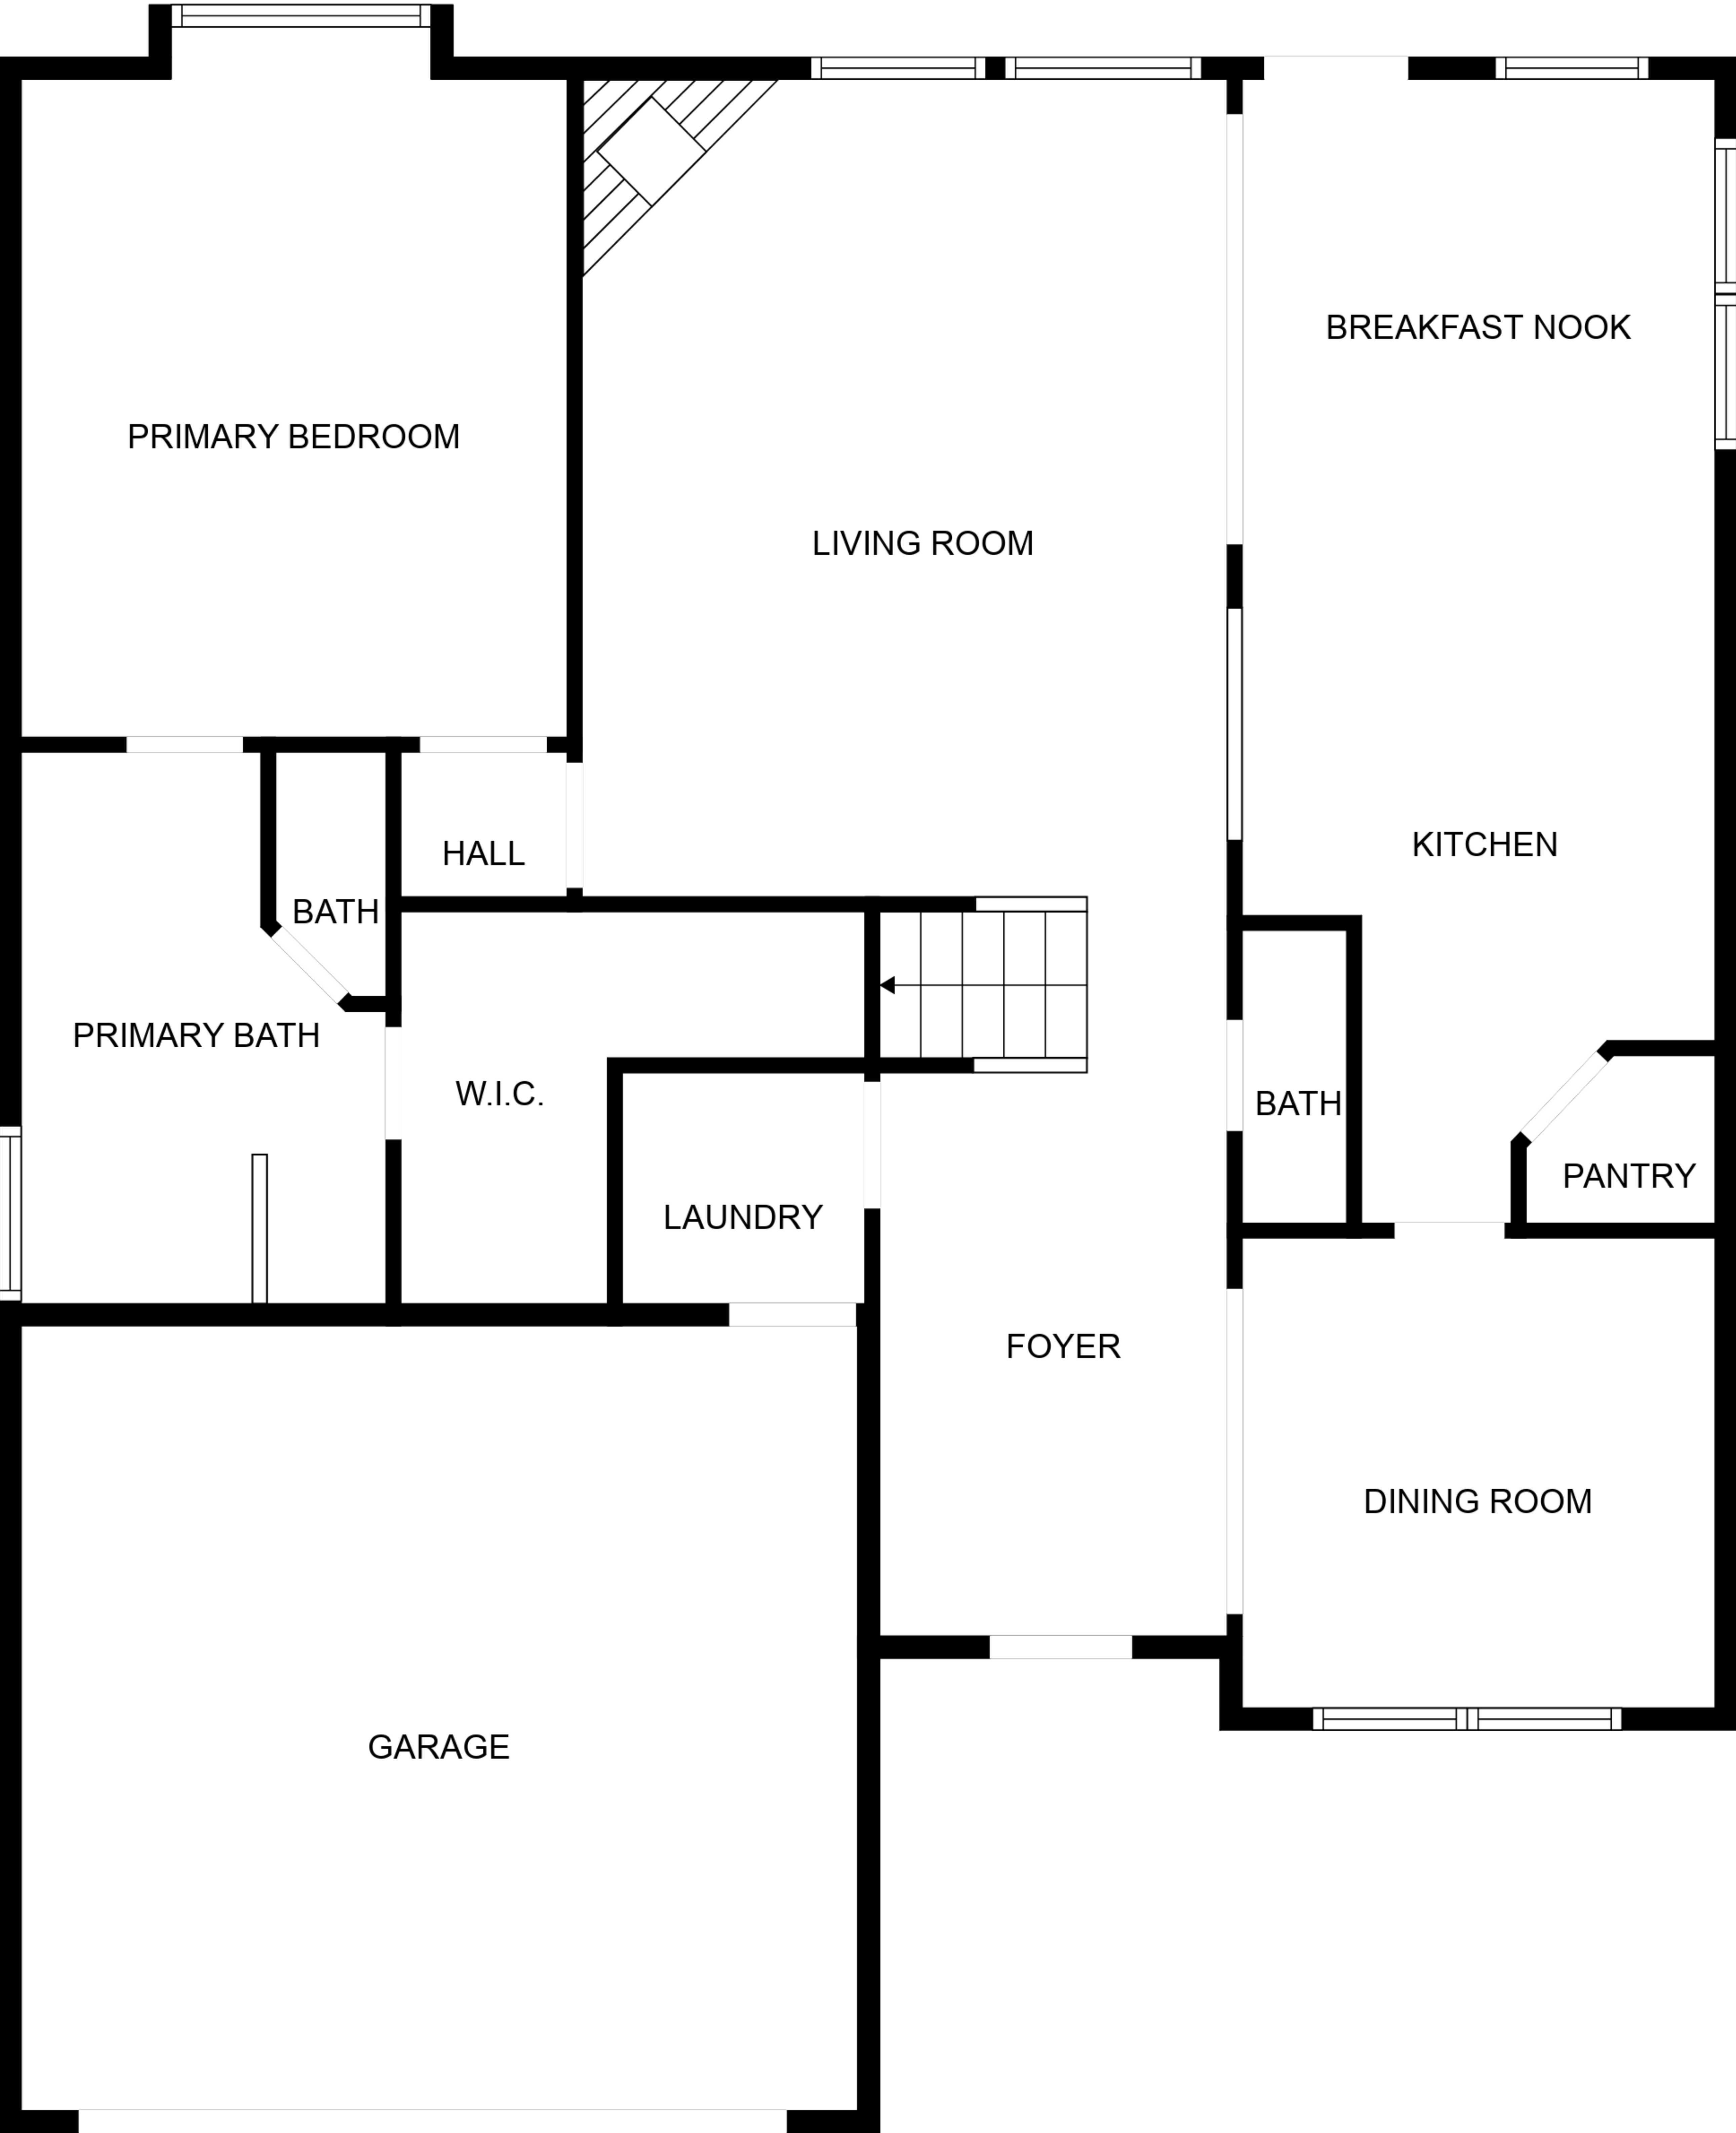 BREAKFAST NOOK
PRIMARY BEDROOM
LIVING ROOM
KITCHEN
HALL
BATH
PRIMARY BATH
W.I.C.
BATH
PANTRY
LAUNDRY
FOYER
DINING ROOM
GARAGE